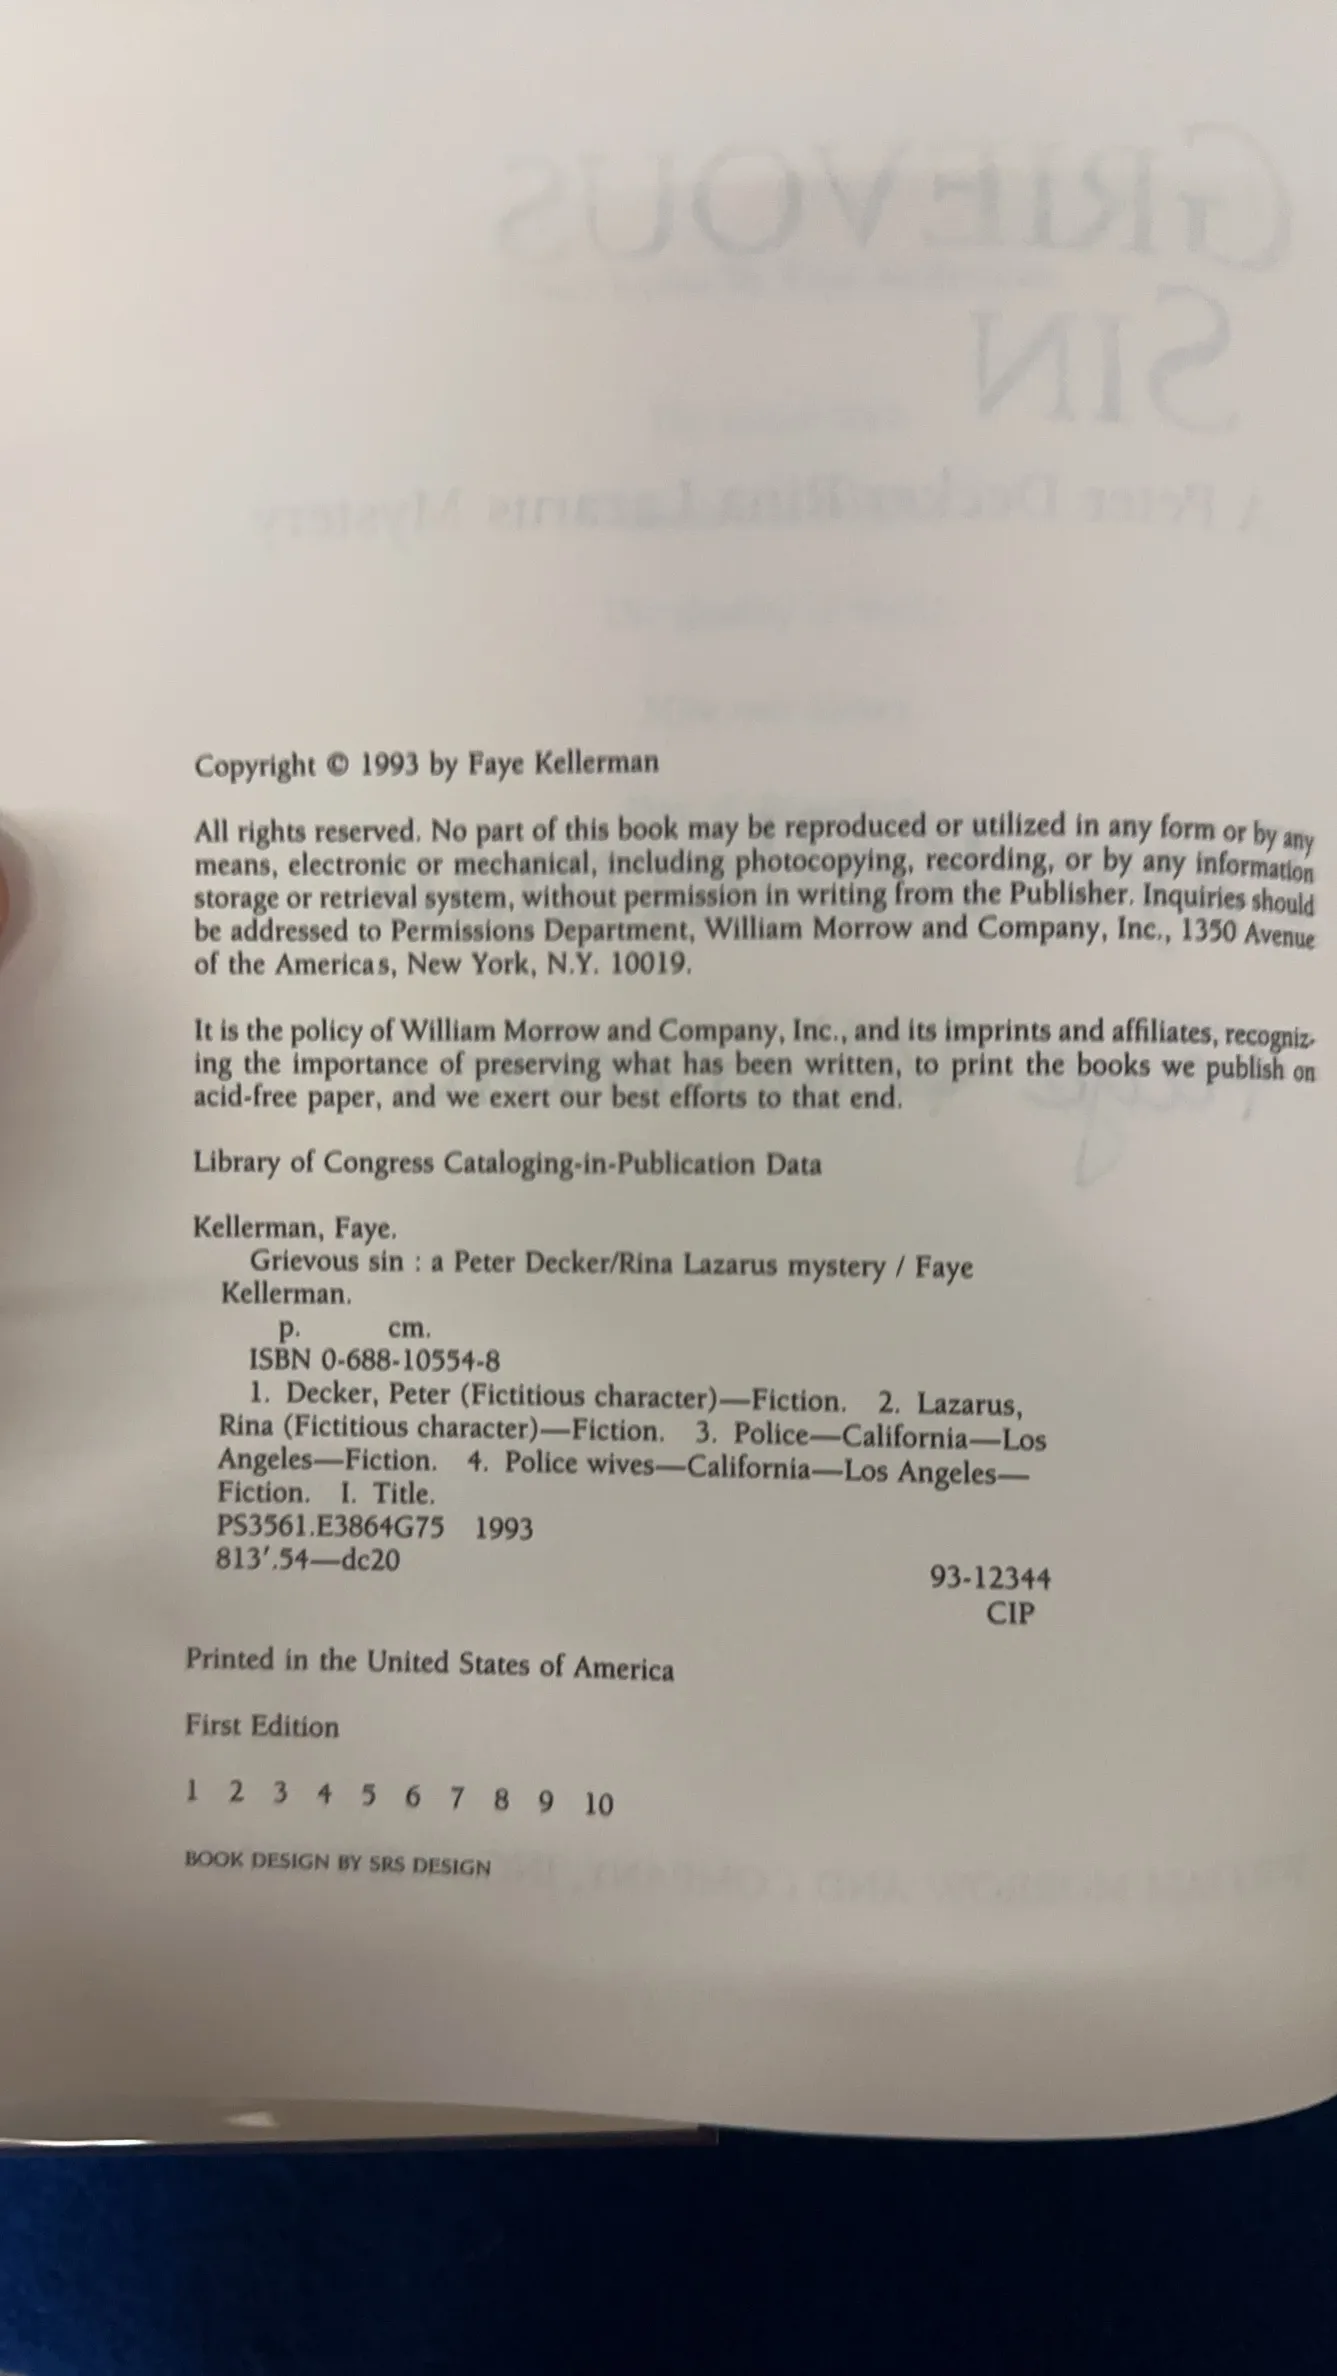 GRIEVOUS
SIN
A Peter Decker/Rina Lazarus Mystery
Copyright © 1993 by Faye Kellerman
All rights reserved. No part of this book may be reproduced or utilized in any form or by any
means, electronic or mechanical, including photocopying, recording, or by any information
storage or retrieval system, without permission in writing from the Publisher. Inquiries should
be addressed to Permissions Department, William Morrow and Company, Inc., 1350 Avenue
of the Americas, New York, N.Y. 10019.
It is the policy of William Morrow and Company, Inc., and its imprints and affiliates, recogniz-
ing the importance of preserving what has been written, to print the books we publish on
acid-free paper, and we exert our best efforts to that end.
Library of Congress Cataloging-in-Publication Data
Kellerman, Faye.
Grievous sin : a Peter Decker/Rina Lazarus mystery / Faye
Kellerman.
p. cm.
ISBN 0-688-10554-8
1. Decker, Peter (Fictitious character)—Fiction. 2. Lazarus,
Rina (Fictitious character)—Fiction. 3. Police—California—Los
Angeles—Fiction. 4. Police wives—California—Los Angeles—
Fiction. I. Title.
PS3561.E3864G75 1993
813′.54—dc20
93-12344
CIP
Printed in the United States of America
First Edition
1 2 3 4 5 6 7 8 9 10
BOOK DESIGN BY SRS DESIGN